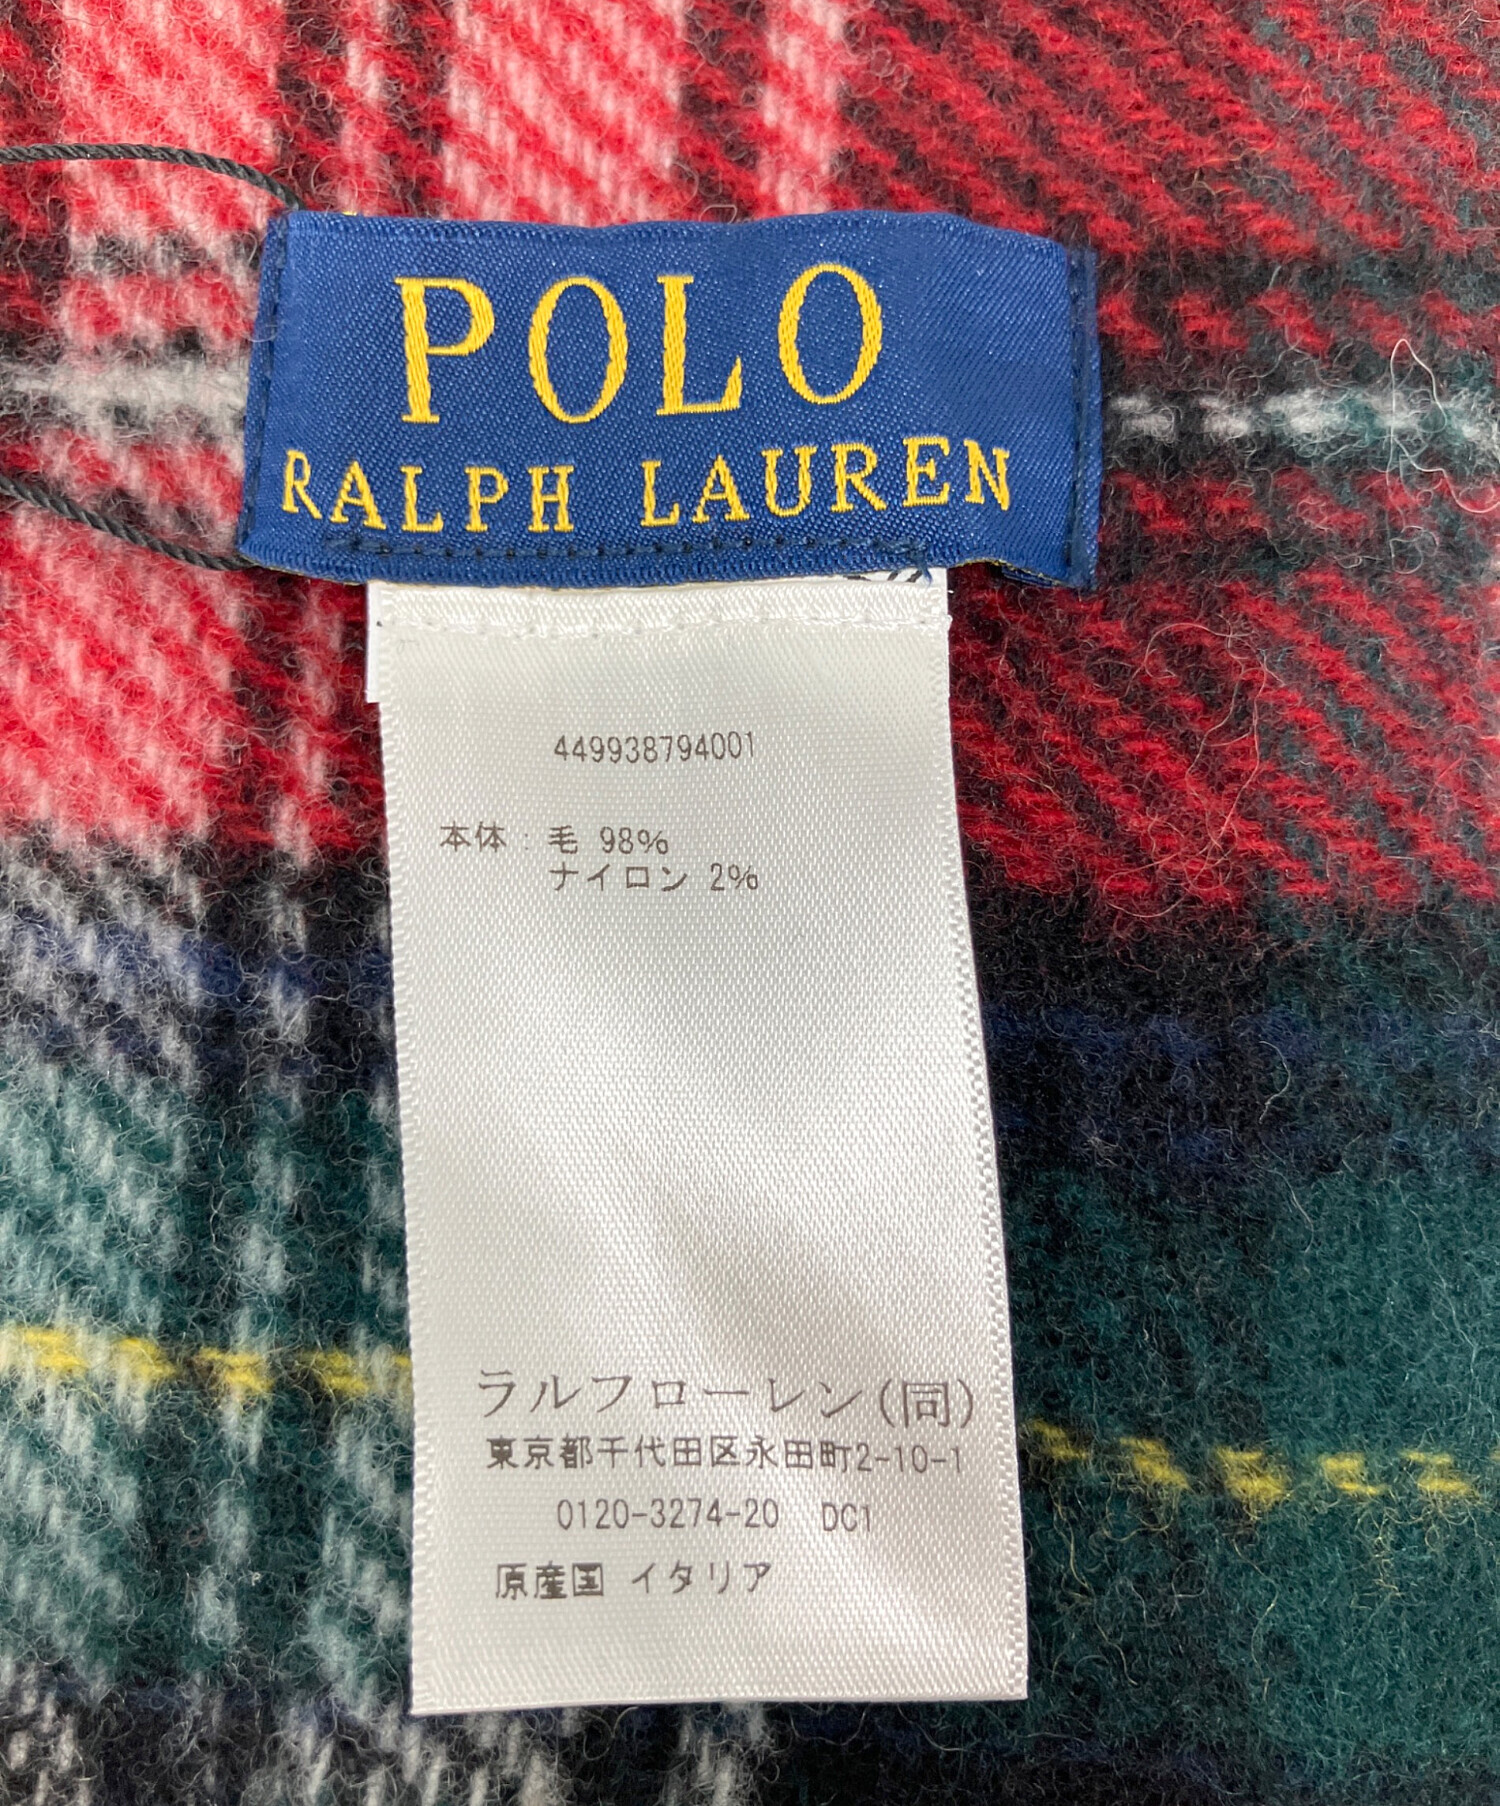 POLO
RALPH LAUREN
449938794001
本体：毛 98%
ナイロン 2%
ラルフローレン(同)
東京都千代田区永田町2-10-1
0120-3274-20 DC1
原産国 イタリア